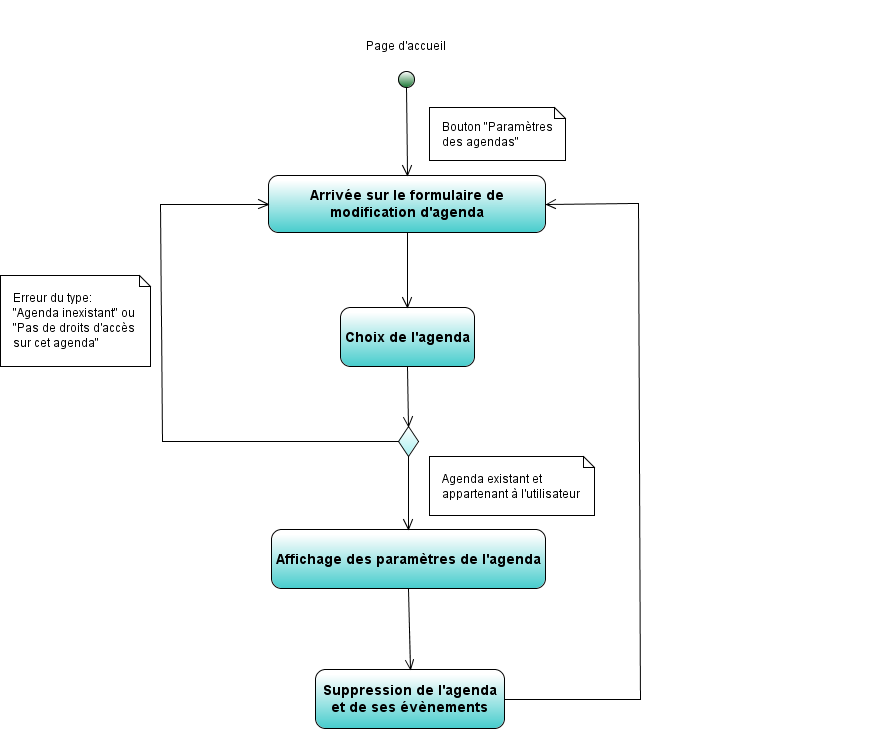 Page d'accueil
Bouton "Paramètres
des agendas"
Arrivée sur le formulaire de
modification d'agenda
Erreur du type:
"Agenda inexistant" ou
"Pas de droits d'accès
sur cet agenda"
Choix de l'agenda
Agenda existant et
appartenant à l'utilisateur
Affichage des paramètres de l'agenda
Suppression de l'agenda
et de ses évènements